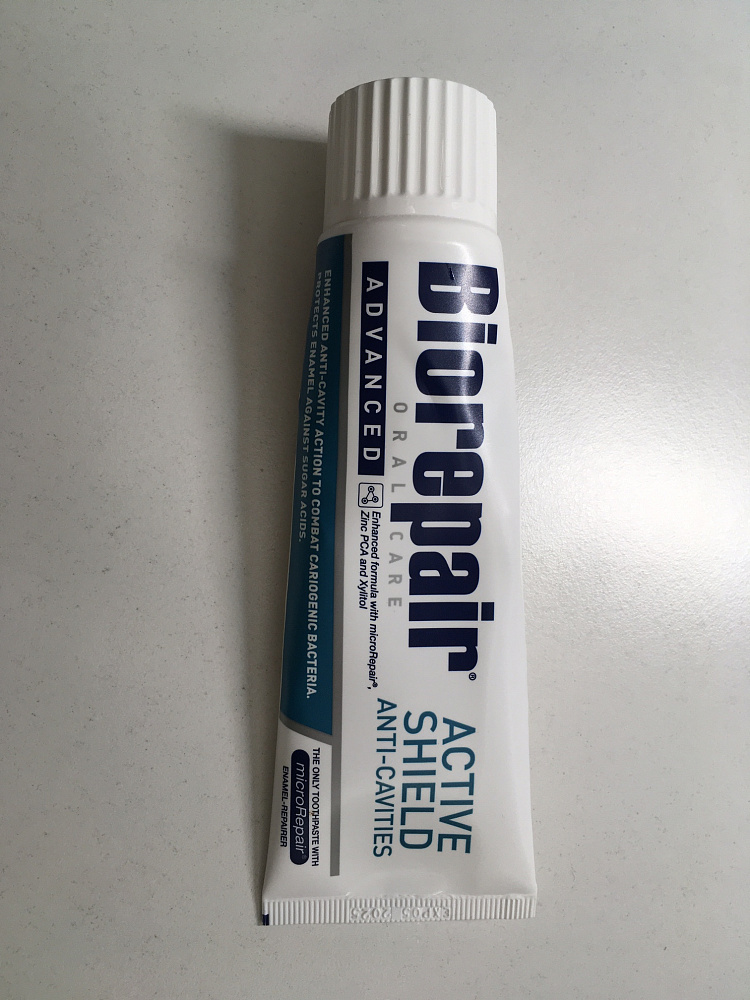 Biorepair®
ORAL CARE
ADVANCED
Enhanced formula with microRepair®,
Zinc PCA and Xylitol
ACTIVE
SHIELD
ANTI-CAVITIES
ENHANCED ANTI-CAVITY ACTION TO COMBAT CARIOGENIC BACTERIA.
PROTECTS ENAMEL AGAINST SUGAR ACIDS.
THE ONLY TOOTHPASTE WITH
microRepair®
ENAMEL-REPAIRER